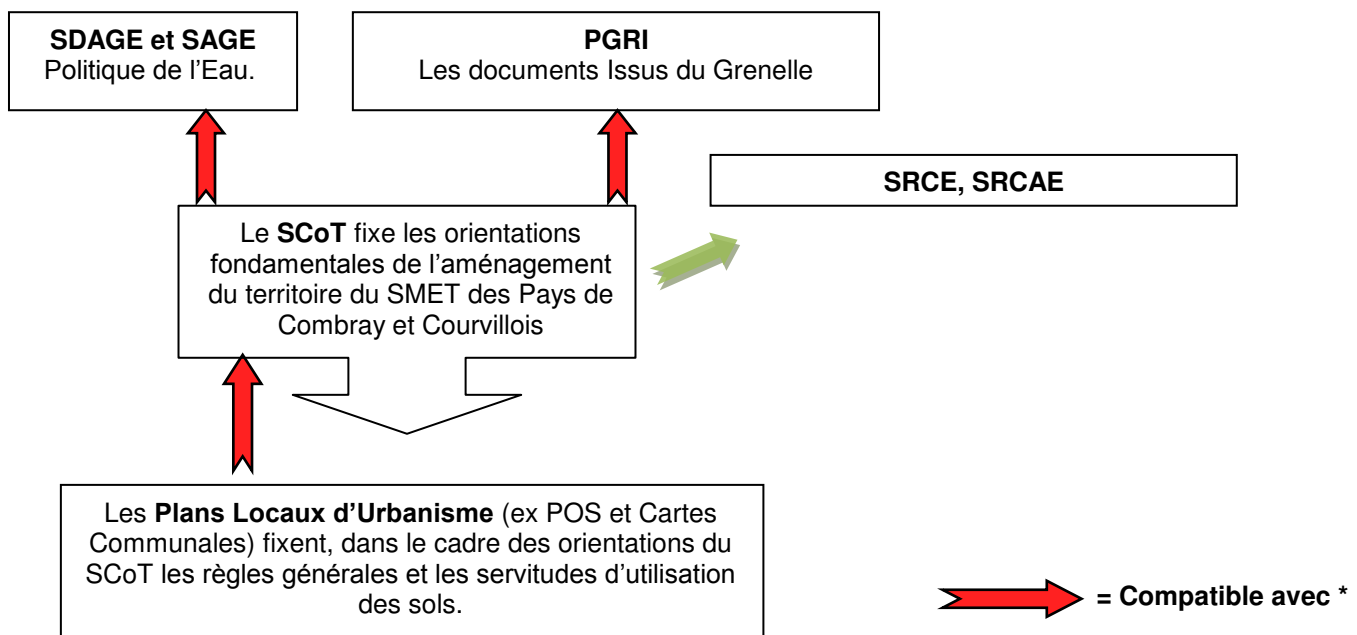 SDAGE et SAGE
Politique de l’Eau.
PGRI
Les documents Issus du Grenelle
SRCE, SRCAE
Le SCoT fixe les orientations
fondamentales de l’aménagement
du territoire du SMET des Pays de
Combray et Courvillois
Les Plans Locaux d’Urbanisme (ex POS et Cartes
Communales) fixent, dans le cadre des orientations du
SCoT les règles générales et les servitudes d’utilisation
des sols.
= Compatible avec *